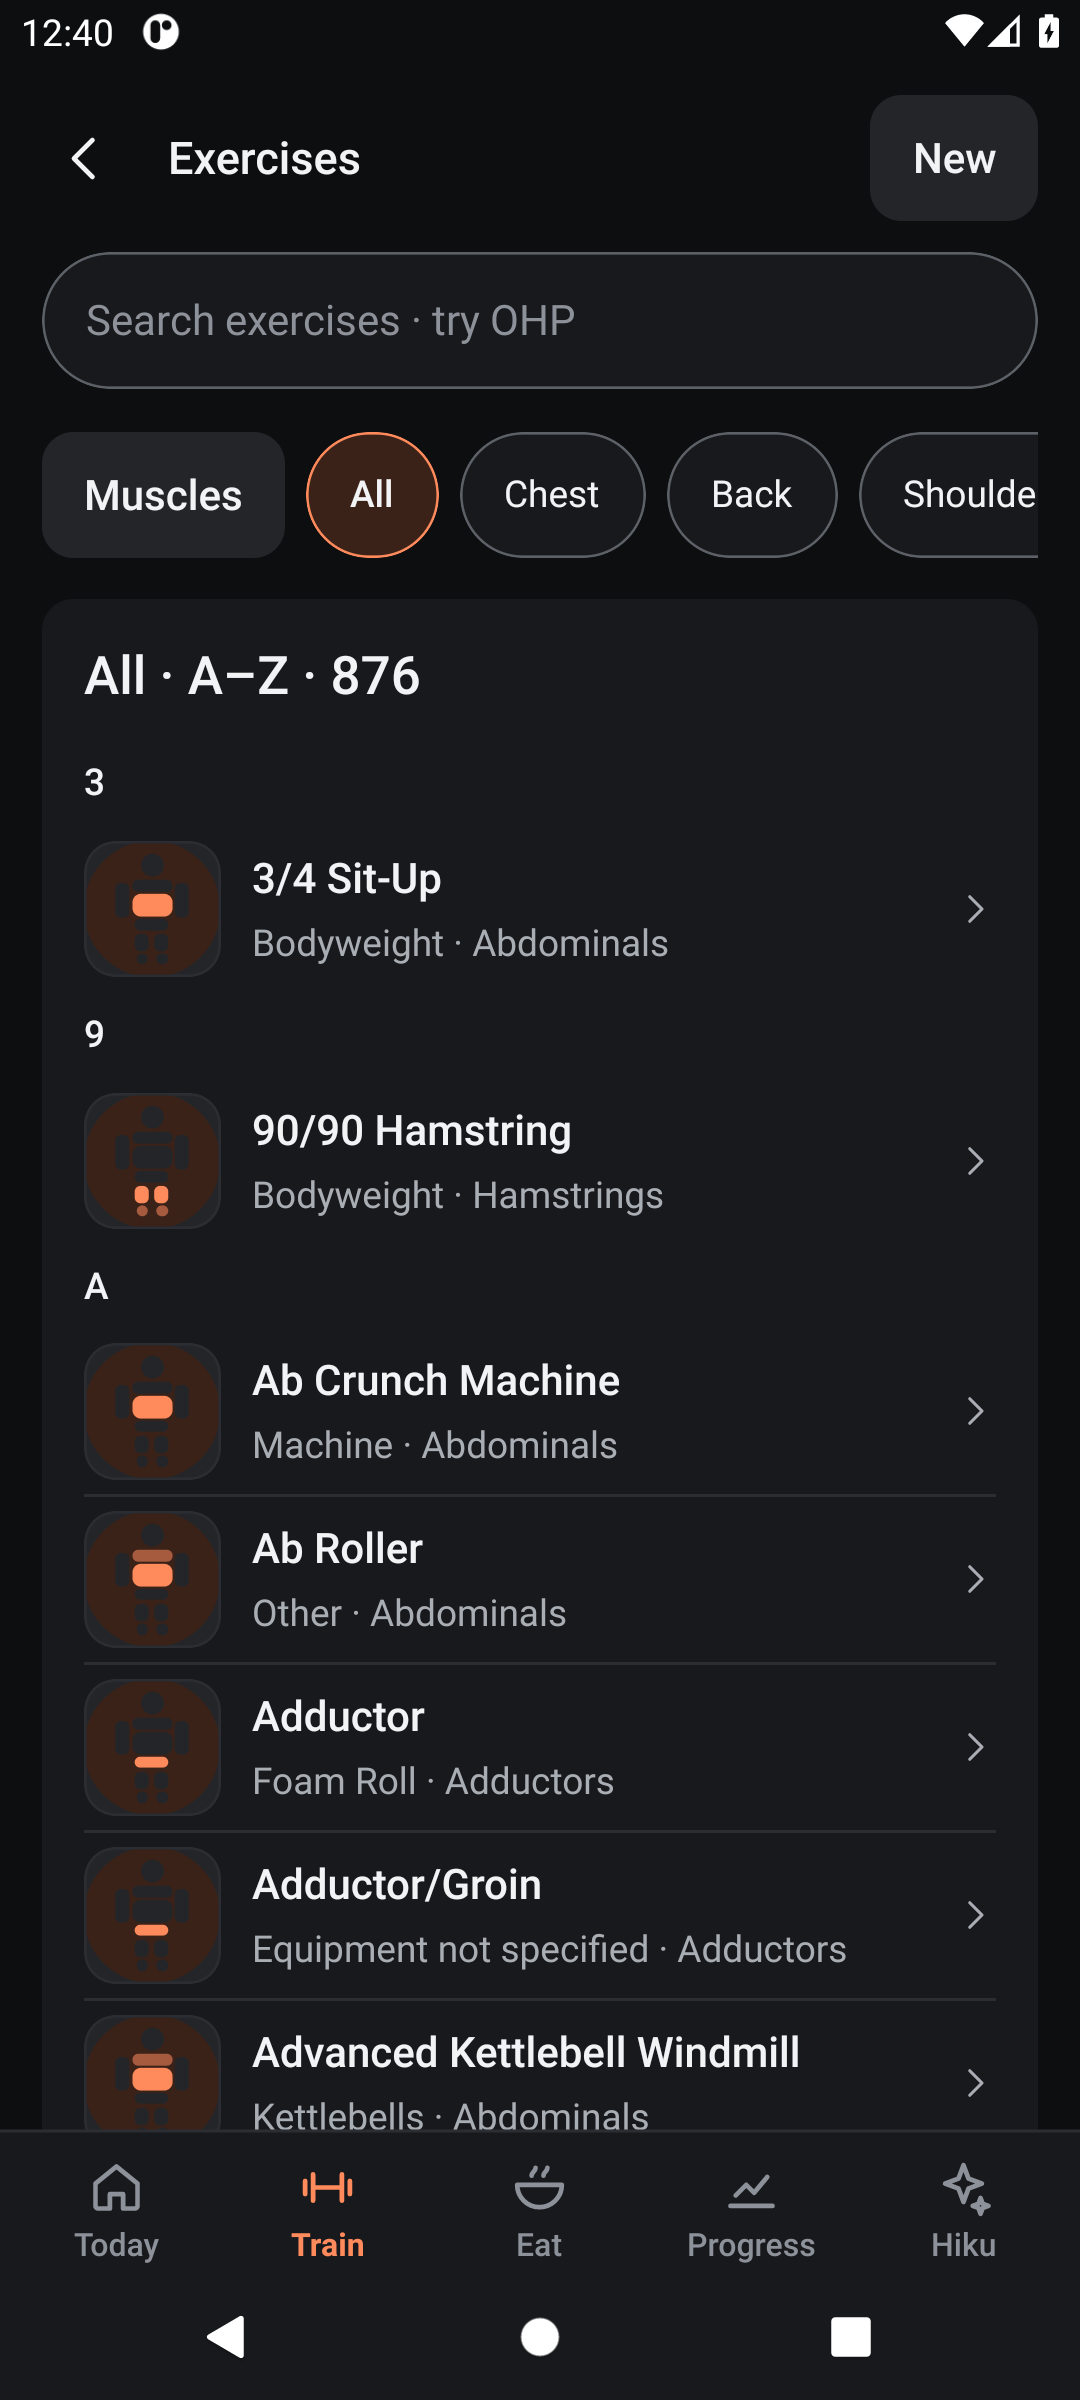 12:40
Exercises
New
Search exercises · try OHP
Muscles
All
Chest
Back
Shoulde
All · A–Z · 876
3
3/4 Sit-Up
Bodyweight · Abdominals
9
90/90 Hamstring
Bodyweight · Hamstrings
A
Ab Crunch Machine
Machine · Abdominals
Ab Roller
Other · Abdominals
Adductor
Foam Roll · Adductors
Adductor/Groin
Equipment not specified · Adductors
Advanced Kettlebell Windmill
Kettlebells · Abdominals
Today
Train
Eat
Progress
Hiku